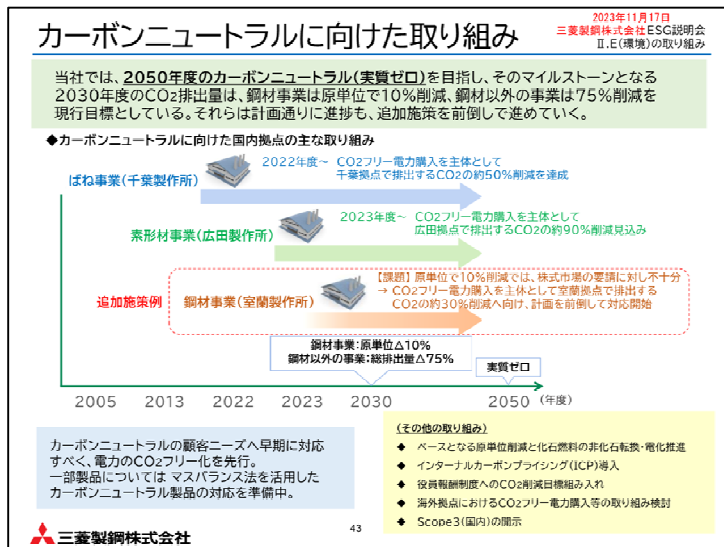 カーボンニュートラルに向けた取り組み
2023年11月17日
三菱製鋼株式会社ESG説明会
Ⅱ.E(環境)の取り組み
当社では、2050年度のカーボンニュートラル(実質ゼロ)を目指し、そのマイルストーンとなる
2030年度のCO2排出量は、鋼材事業は原単位で10%削減、鋼材以外の事業は75%削減を
現行目標としている。それらは計画通りに進捗も、追加施策を前倒しで進めていく。
◆カーボンニュートラルに向けた国内拠点の主な取り組み
ばね事業(千葉製作所)
2022年度~ CO2フリー電力購入を主体として
千葉拠点で排出するCO2の約50%削減を達成
素形材事業(広田製作所)
2023年度~ CO2フリー電力購入を主体として
広田拠点で排出するCO2の約90%削減見込み
追加施策例
鋼材事業(室蘭製作所)
【課題】原単位で10%削減では、株式市場の要請に対し不十分
→ CO2フリー電力購入を主体として室蘭拠点で排出する
CO2の約30%削減へ向け、計画を前倒して対応開始
鋼材事業:原単位△10%
鋼材以外の事業:総排出量△75%
実質ゼロ
2005 2013 2022 2023 2030 2050 (年度)
カーボンニュートラルの顧客ニーズへ早期に対応
すべく、電力のCO2フリー化を先行。
一部製品については マスバランス法を活用した
カーボンニュートラル製品の対応を準備中。
(その他の取り組み)
◆ ベースとなる原単位削減と化石燃料の非化石転換・電化推進
◆ インターナルカーボンプライシング(ICP)導入
◆ 役員報酬制度へのCO2削減目標組み入れ
◆ 海外拠点におけるCO2フリー電力購入等の取り組み検討
◆ Scope3(国内)の開示
三菱製鋼株式会社
43